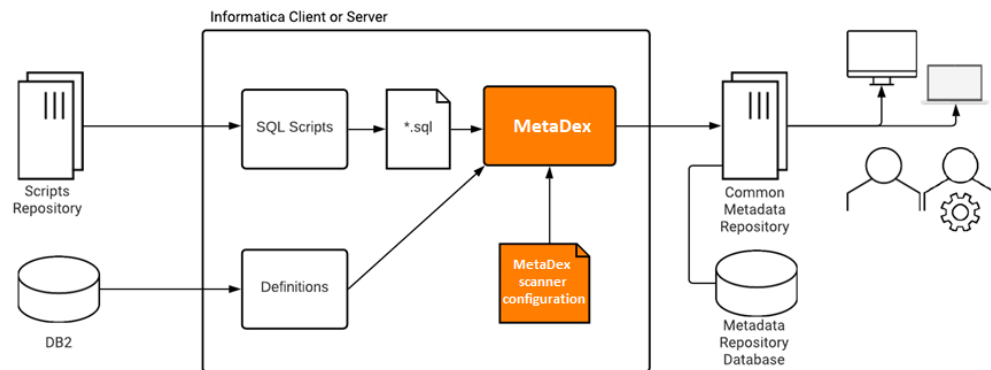 Informatica Client or Server
SQL Scripts
*.sql
MetaDex
Scripts
Repository
Common
Metadata
Repository
Definitions
MetaDex
scanner
configuration
DB2
Metadata
Repository
Database